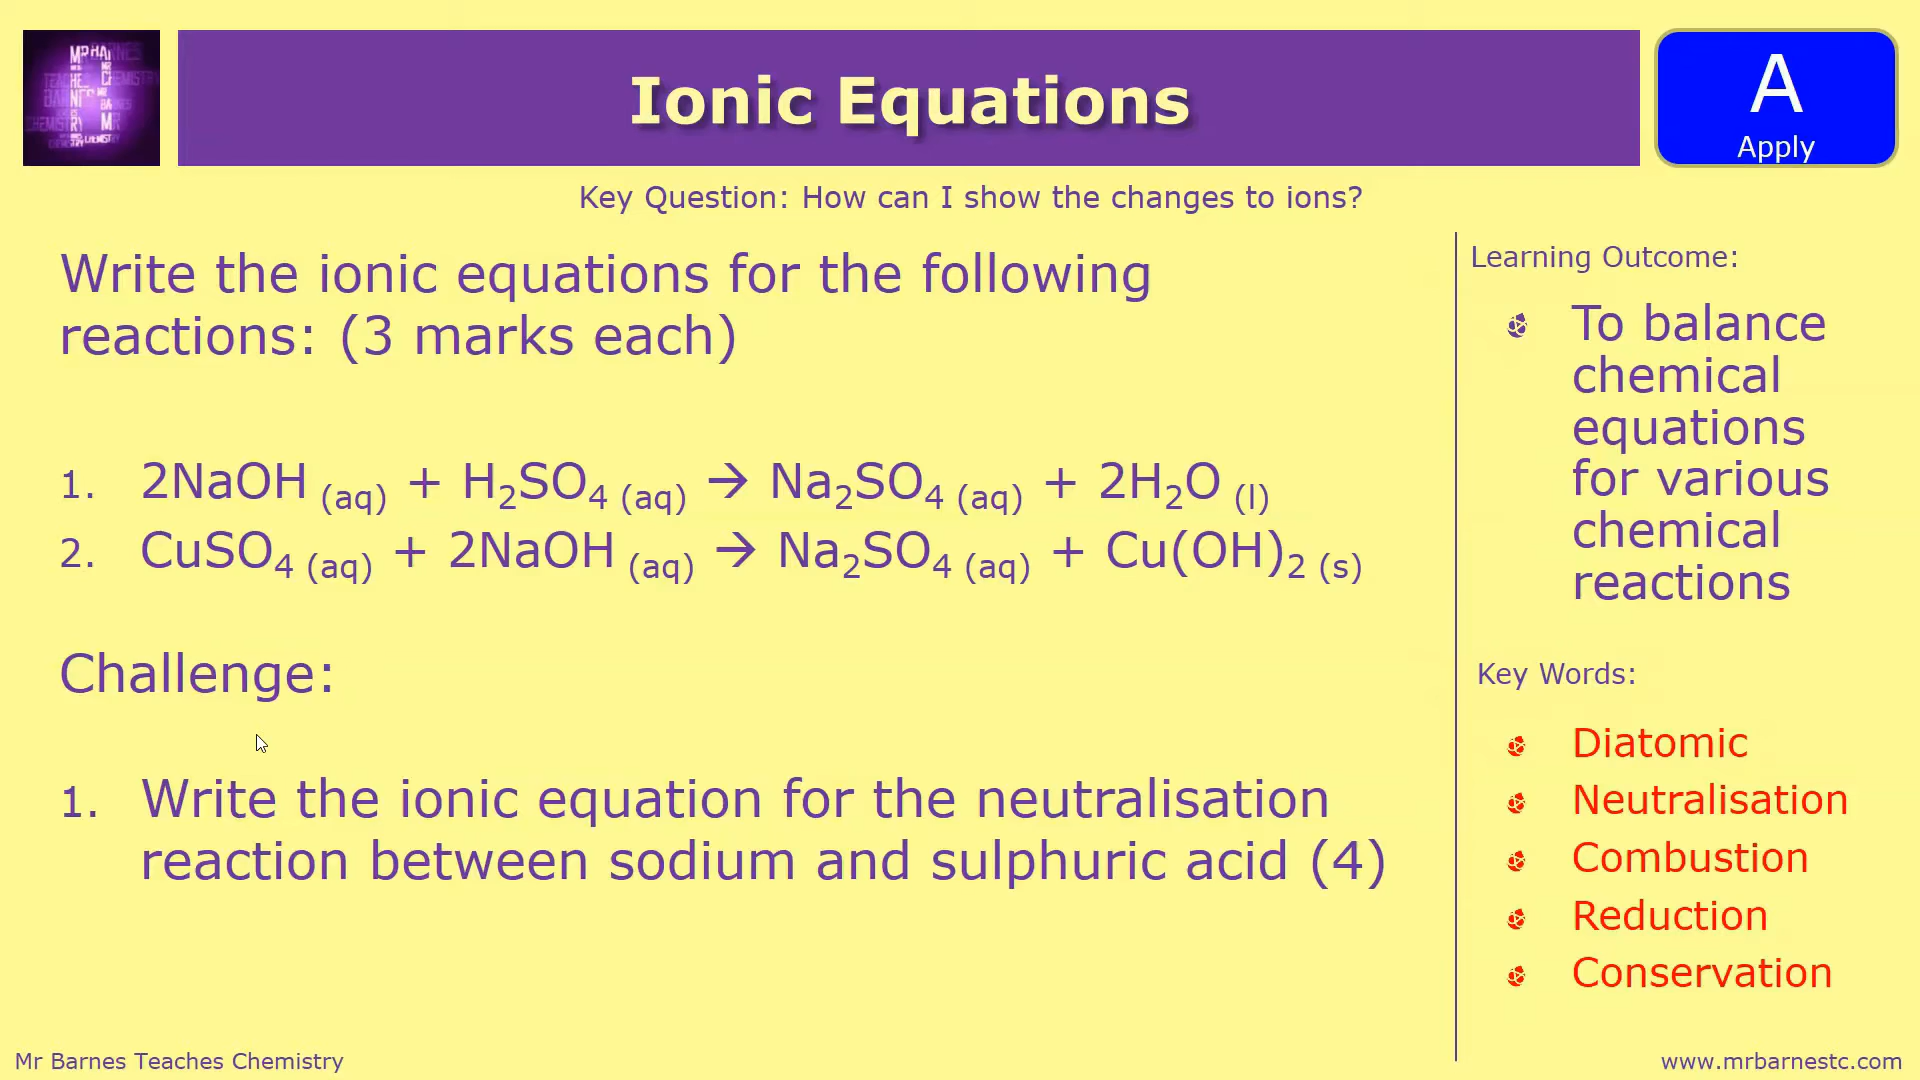 Ionic Equations
A
Apply
Key Question: How can I show the changes to ions?
Write the ionic equations for the following
reactions: (3 marks each)
1. 2NaOH (aq) + H₂SO₄ (aq) → Na₂SO₄ (aq) + 2H₂O (l)
2. CuSO₄ (aq) + 2NaOH (aq) → Na₂SO₄ (aq) + Cu(OH)₂ (s)
Challenge:
1. Write the ionic equation for the neutralisation
reaction between sodium and sulphuric acid (4)
Learning Outcome:
To balance
chemical
equations
for various
chemical
reactions
Key Words:
Diatomic
Neutralisation
Combustion
Reduction
Conservation
Mr Barnes Teaches Chemistry
www.mrbarnestc.com